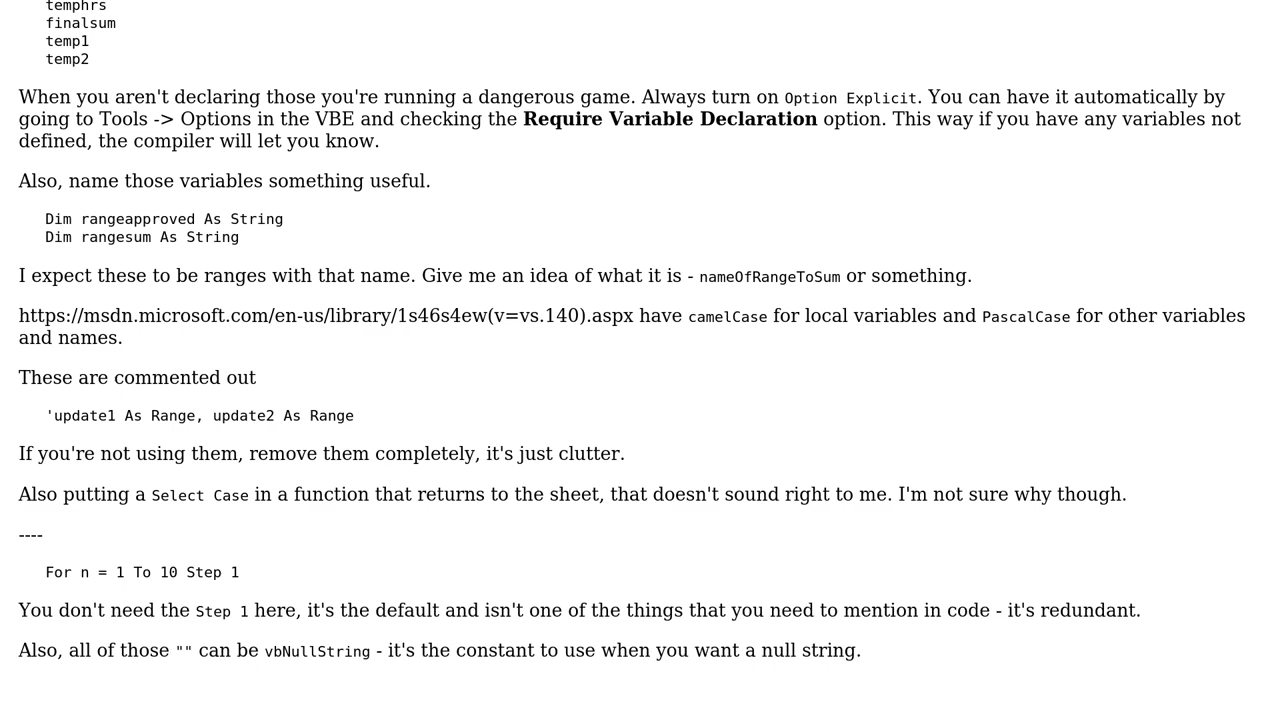 temphrs
finalsum
temp1
temp2
When you aren't declaring those you're running a dangerous game. Always turn on Option Explicit. You can have it automatically by
going to Tools -> Options in the VBE and checking the Require Variable Declaration option. This way if you have any variables not
defined, the compiler will let you know.
Also, name those variables something useful.
Dim rangeapproved As String
Dim rangesum As String
I expect these to be ranges with that name. Give me an idea of what it is - nameOfRangeToSum or something.
https://msdn.microsoft.com/en-us/library/1s46s4ew(v=vs.140).aspx have camelCase for local variables and PascalCase for other variables
and names.
These are commented out
'update1 As Range, update2 As Range
If you're not using them, remove them completely, it's just clutter.
Also putting a Select Case in a function that returns to the sheet, that doesn't sound right to me. I'm not sure why though.
----
For n = 1 To 10 Step 1
You don't need the Step 1 here, it's the default and isn't one of the things that you need to mention in code - it's redundant.
Also, all of those "" can be vbNullString - it's the constant to use when you want a null string.